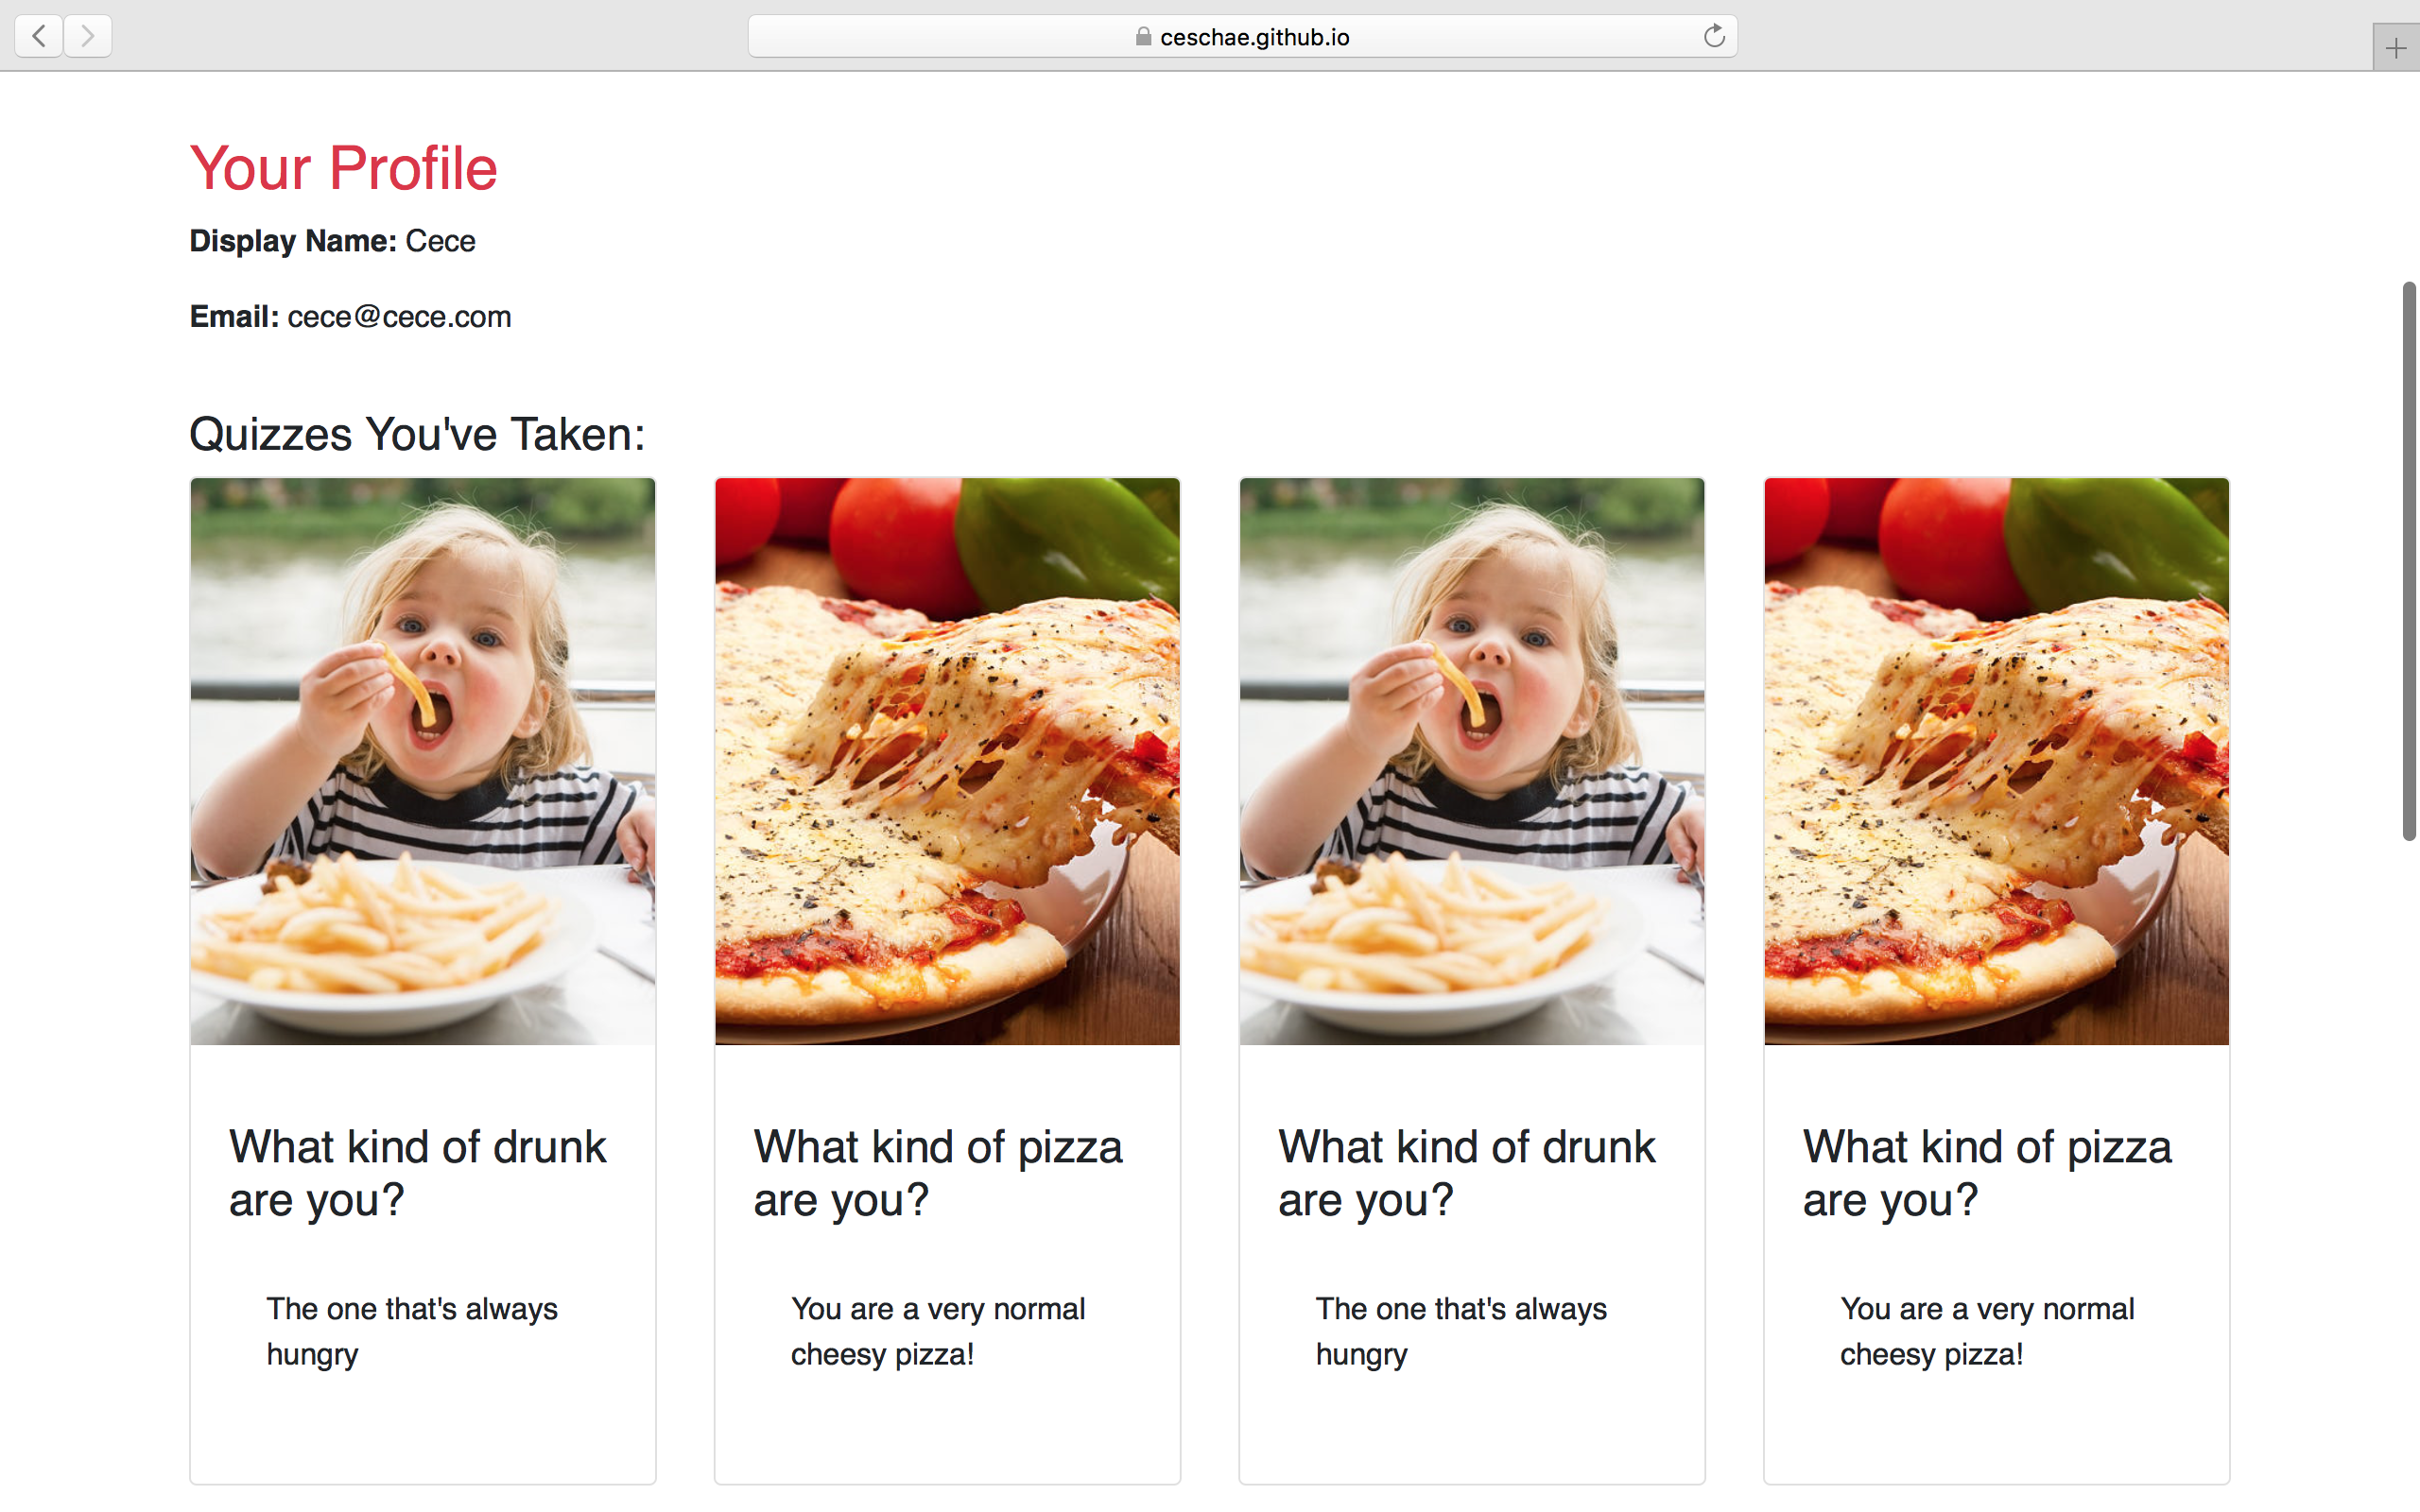 ceschae.github.io
Your Profile
Display Name: Cece
Email: cece@cece.com
Quizzes You've Taken:
What kind of drunk
are you?
The one that's always
hungry
What kind of pizza
are you?
You are a very normal
cheesy pizza!
What kind of drunk
are you?
The one that's always
hungry
What kind of pizza
are you?
You are a very normal
cheesy pizza!